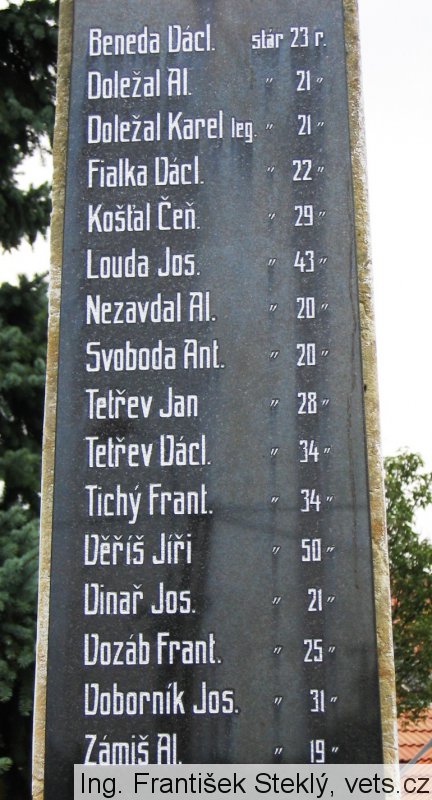 Beneda Václ. stár 23 r.
Doležal Al. " 21 "
Doležal Karel leg. " 21 "
Fialka Václ. " 22 "
Košťál Čeň. " 29 "
Louda Jos. " 43 "
Nezavdal Al. " 20 "
Svoboda Ant. " 20 "
Tetřev Jan " 28 "
Tetřev Václ. " 34 "
Tichý Frant. " 34 "
Věříš Jiří " 50 "
Vinař Jos. " 21 "
Vozáb Frant. " 25 "
Voborník Jos. " 31 "
Zámiš Al. " 19 "
Ing. František Steklý, vets.cz